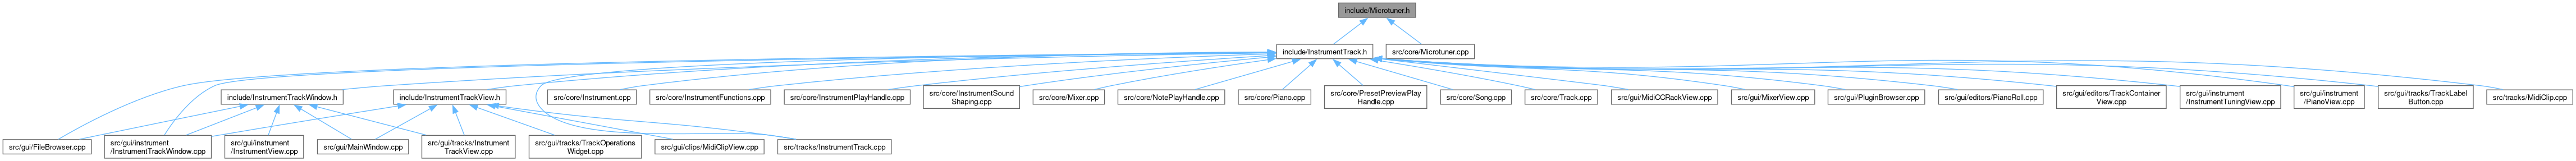 include/Microtuner.h
include/InstrumentTrack.h
src/core/Microtuner.cpp
include/InstrumentTrackWindow.h
include/InstrumentTrackView.h
src/core/Instrument.cpp
src/core/InstrumentFunctions.cpp
src/core/InstrumentPlayHandle.cpp
src/core/InstrumentSound
Shaping.cpp
src/core/Mixer.cpp
src/core/NotePlayHandle.cpp
src/core/Piano.cpp
src/core/PresetPreviewPlay
Handle.cpp
src/core/Song.cpp
src/core/Track.cpp
src/gui/MidiCCRackView.cpp
src/gui/MixerView.cpp
src/gui/PluginBrowser.cpp
src/gui/editors/PianoRoll.cpp
src/gui/editors/TrackContainer
View.cpp
src/gui/instrument
/InstrumentTuningView.cpp
src/gui/instrument
/PianoView.cpp
src/gui/tracks/TrackLabel
Button.cpp
src/tracks/MidiClip.cpp
src/gui/FileBrowser.cpp
src/gui/instrument
/InstrumentTrackWindow.cpp
src/gui/instrument
/InstrumentView.cpp
src/gui/MainWindow.cpp
src/gui/tracks/Instrument
TrackView.cpp
src/gui/tracks/TrackOperations
Widget.cpp
src/gui/clips/MidiClipView.cpp
src/tracks/InstrumentTrack.cpp